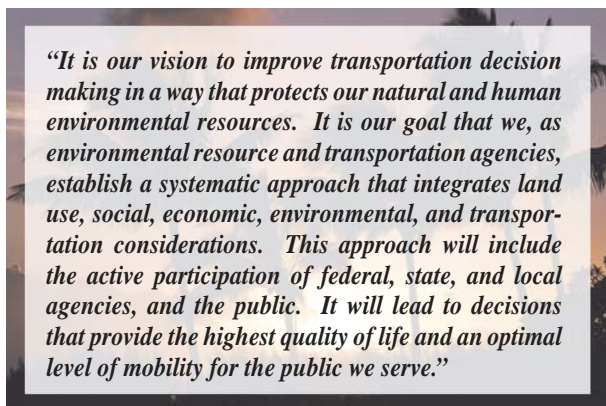 “It is our vision to improve transportation decision
making in a way that protects our natural and human
environmental resources. It is our goal that we, as
environmental resource and transportation agencies,
establish a systematic approach that integrates land
use, social, economic, environmental, and transpor-
tation considerations. This approach will include
the active participation of federal, state, and local
agencies, and the public. It will lead to decisions
that provide the highest quality of life and an optimal
level of mobility for the public we serve.”